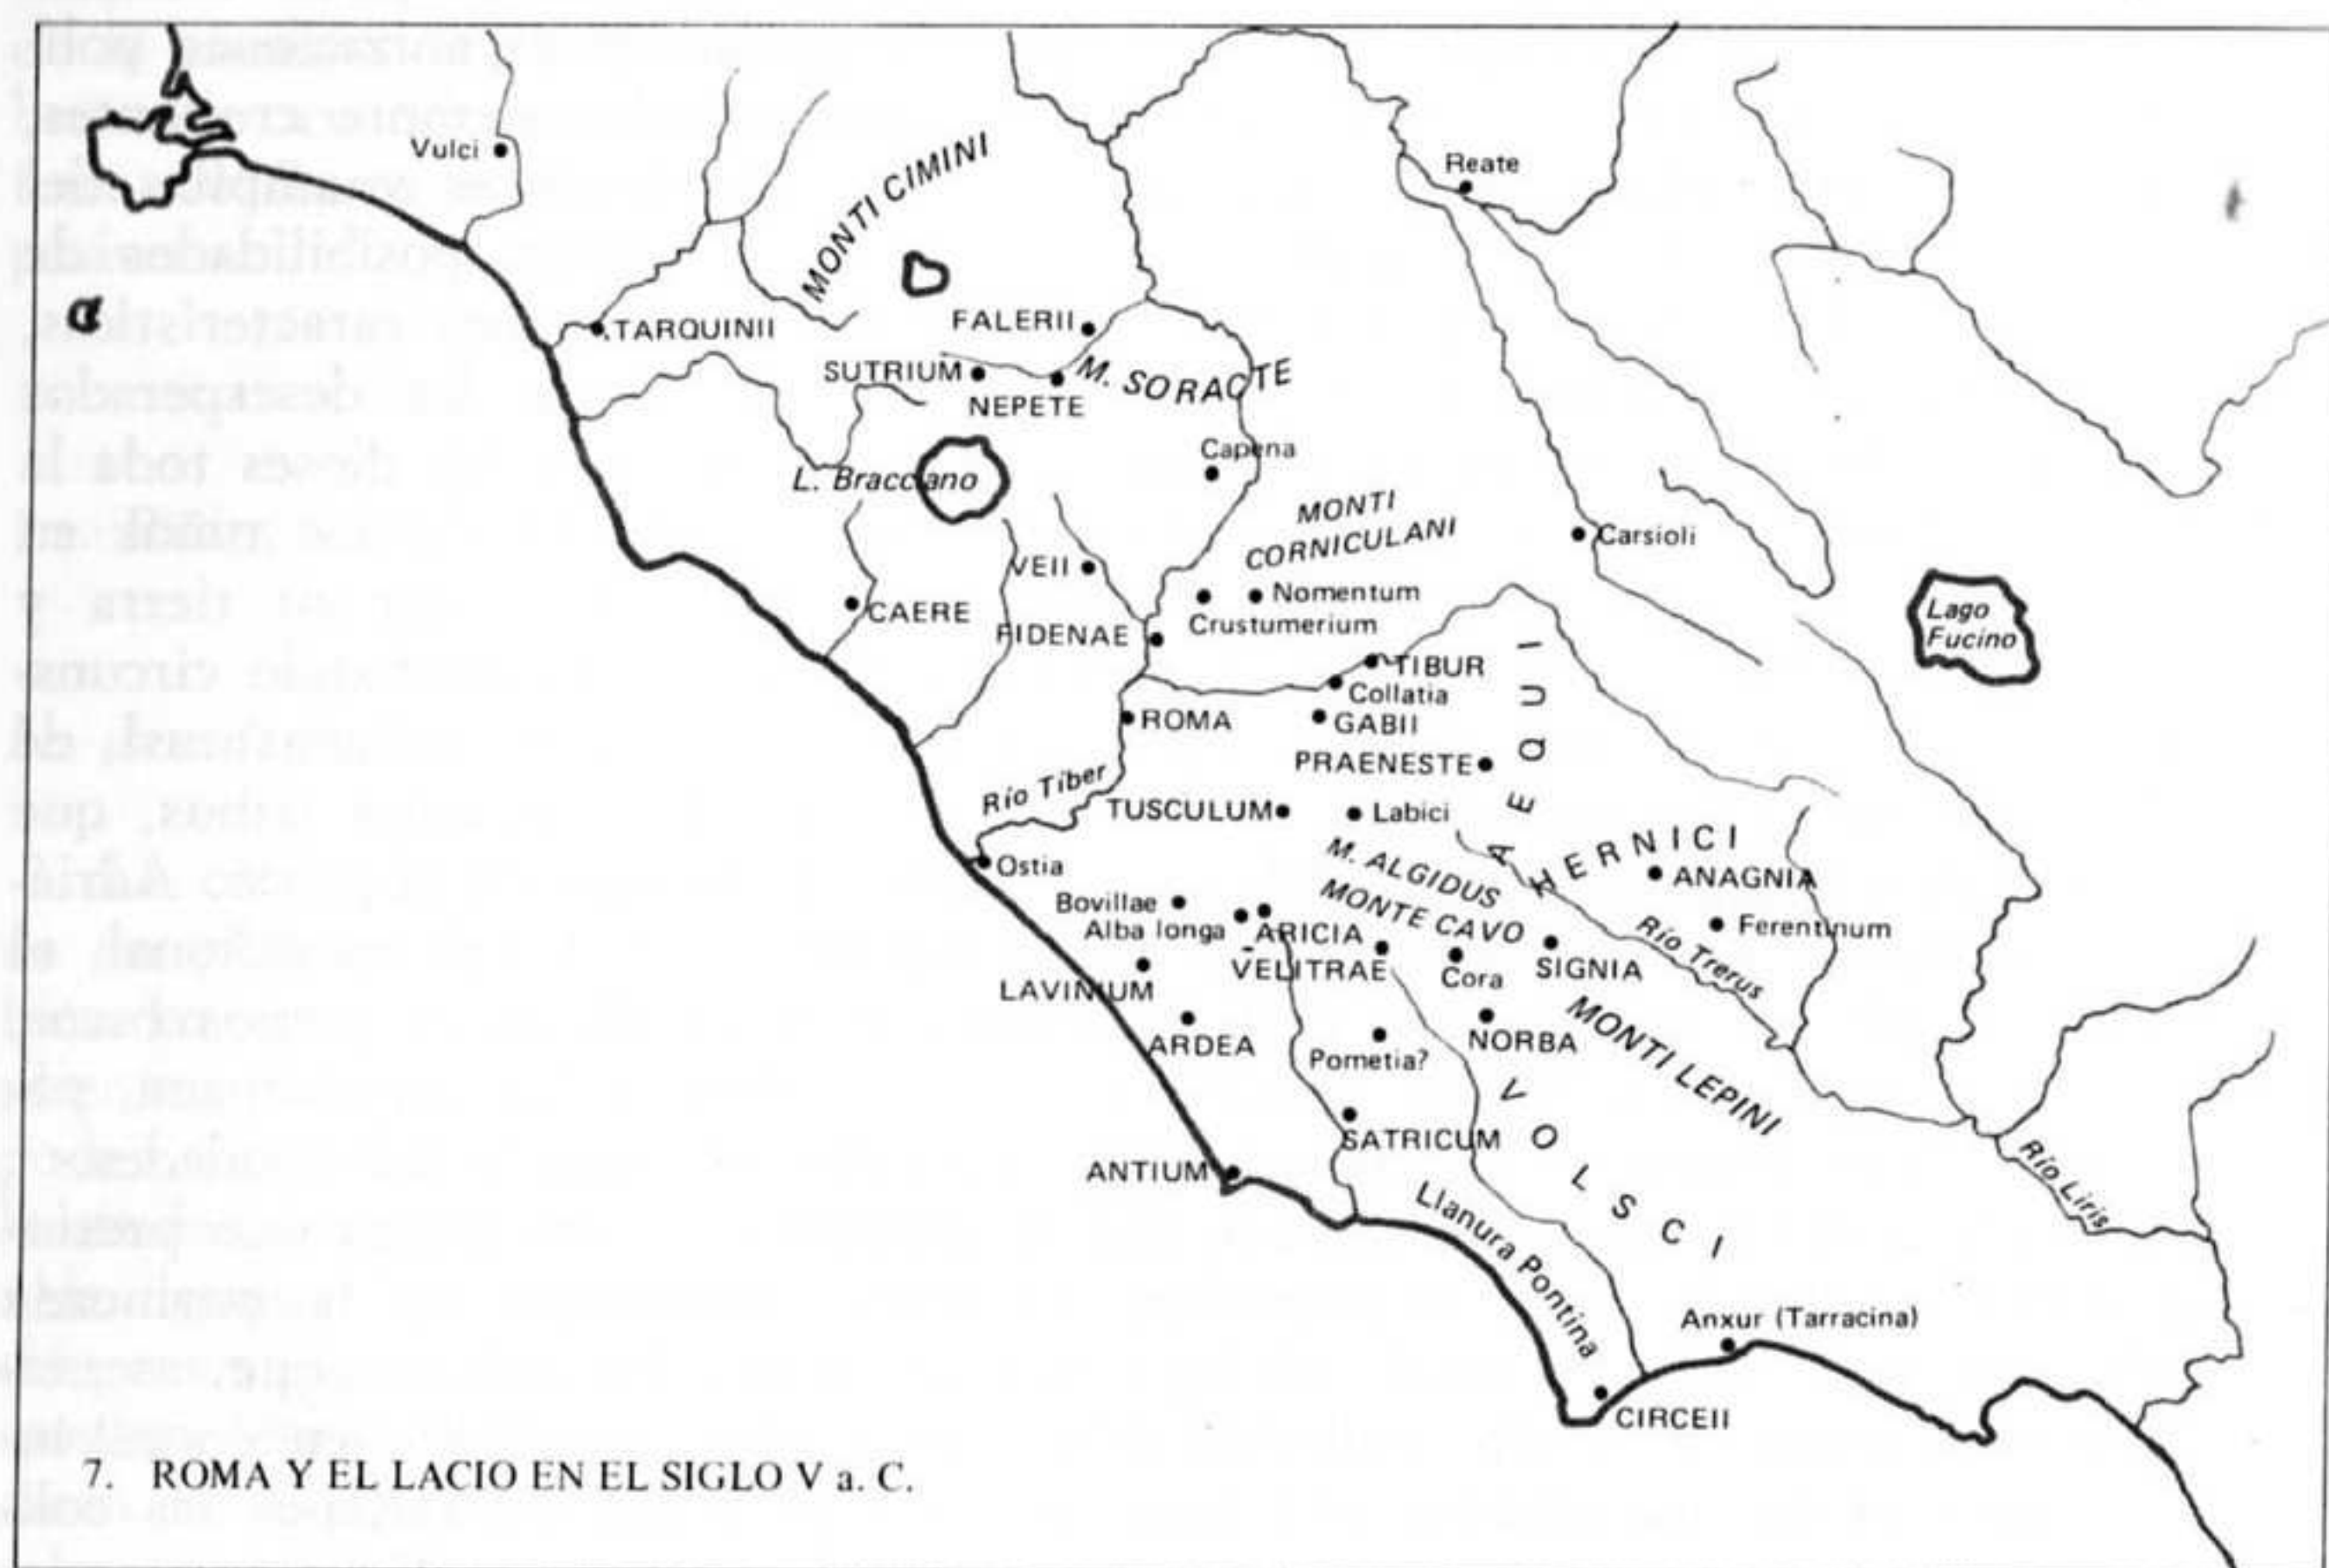 Vulci
Reate
MONTI CIMINI
a
TARQUINII
FALERII
SUTRIUM
NEPETE
M. SORACTE
Capena
L. Bracciano
MONTI
CORNICULANI
Carsioli
VEII
Nomentum
Crustumerium
CAERE
FIDENAE
Lago
Fucino
TIBUR
Collatia
ROMA
GABII
PRAENESTE
AEQUI
Río Tíber
TUSCULUM
Labici
HERNICI
Ostia
M. ALGIDUS
ANAGNIA
MONTE CAVO
Bovillae
Alba longa
ARICIA
Ferentinum
Río Trerus
VELITRAE
Cora
SIGNIA
LAVINIUM
MONTI LEPINI
ARDEA
Pometia?
NORBA
VOLSCI
SATRICUM
ANTIUM
Río Liris
Llanura Pontina
Anxur (Tarracina)
CIRCEII
7. ROMA Y EL LACIO EN EL SIGLO V a. C.